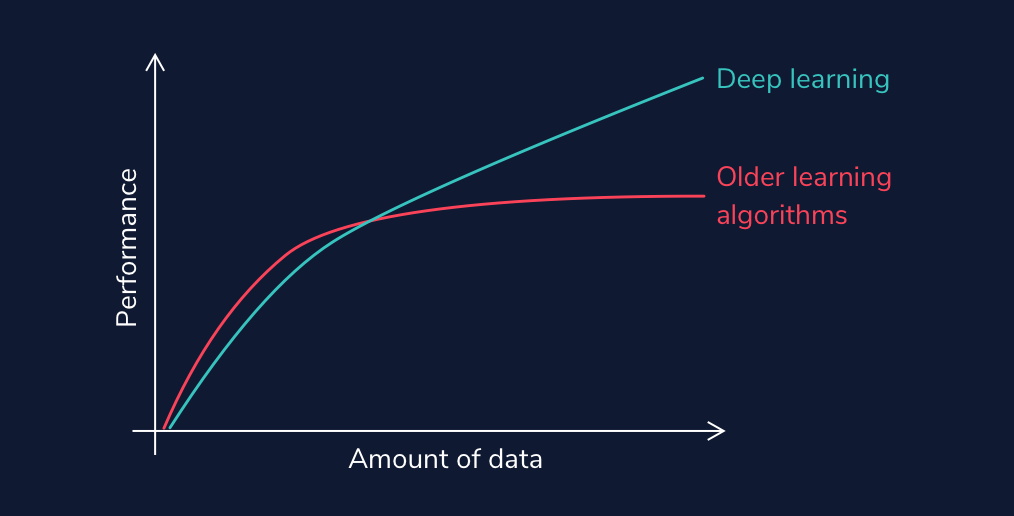 Deep learning
Older learning
algorithms
Performance
Amount of data